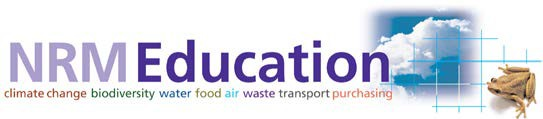 NRM Education
climate change biodiversity water food air waste transport purchasing